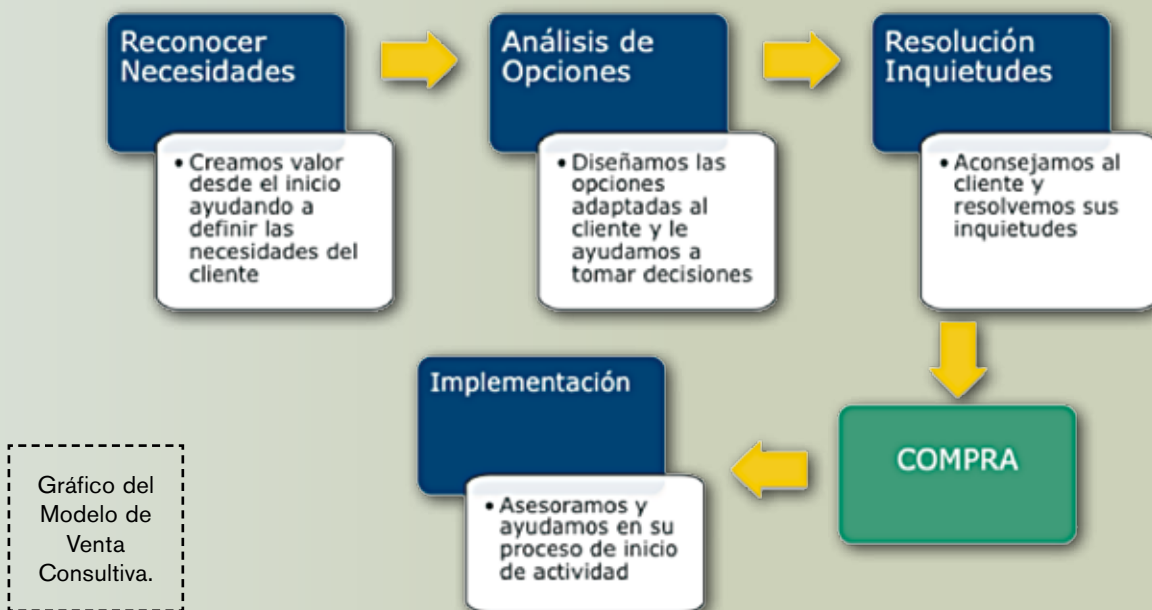 Reconocer
Necesidades
• Creamos valor
desde el inicio
ayudando a
definir las
necesidades del
cliente
Análisis de
Opciones
• Diseñamos las
opciones
adaptadas al
cliente y le
ayudamos a
tomar decisiones
Resolución
Inquietudes
• Aconsejamos al
cliente y
resolvemos sus
inquietudes
COMPRA
Implementación
• Asesoramos y
ayudamos en su
proceso de inicio
de actividad
Gráfico del
Modelo de
Venta
Consultiva.